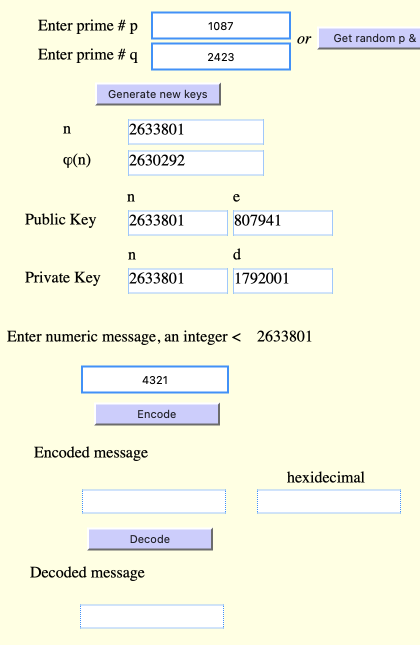 Enter prime # p 1087
Enter prime # q 2423
or Get random p &
Generate new keys
n 2633801
φ(n) 2630292
n e
Public Key 2633801 807941
n d
Private Key 2633801 1792001
Enter numeric message, an integer < 2633801
4321
Encode
Encoded message
hexidecimal
Decode
Decoded message